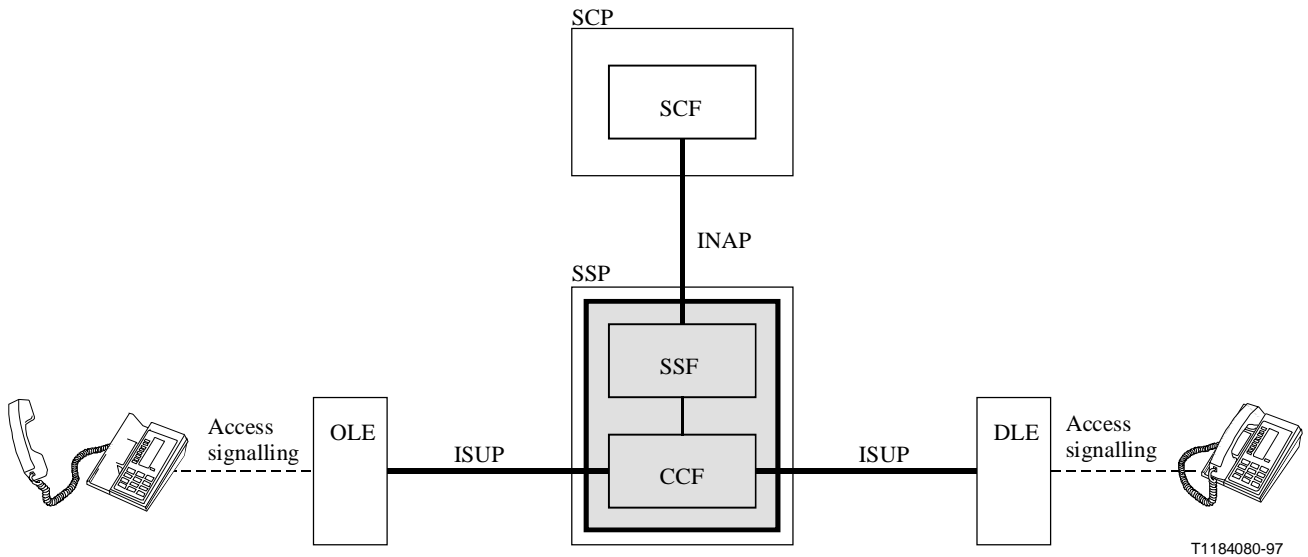 SCP
SCF
INAP
SSP
SSF
Access
signalling
OLE
ISUP
CCF
ISUP
DLE
Access
signalling
T1184080-97